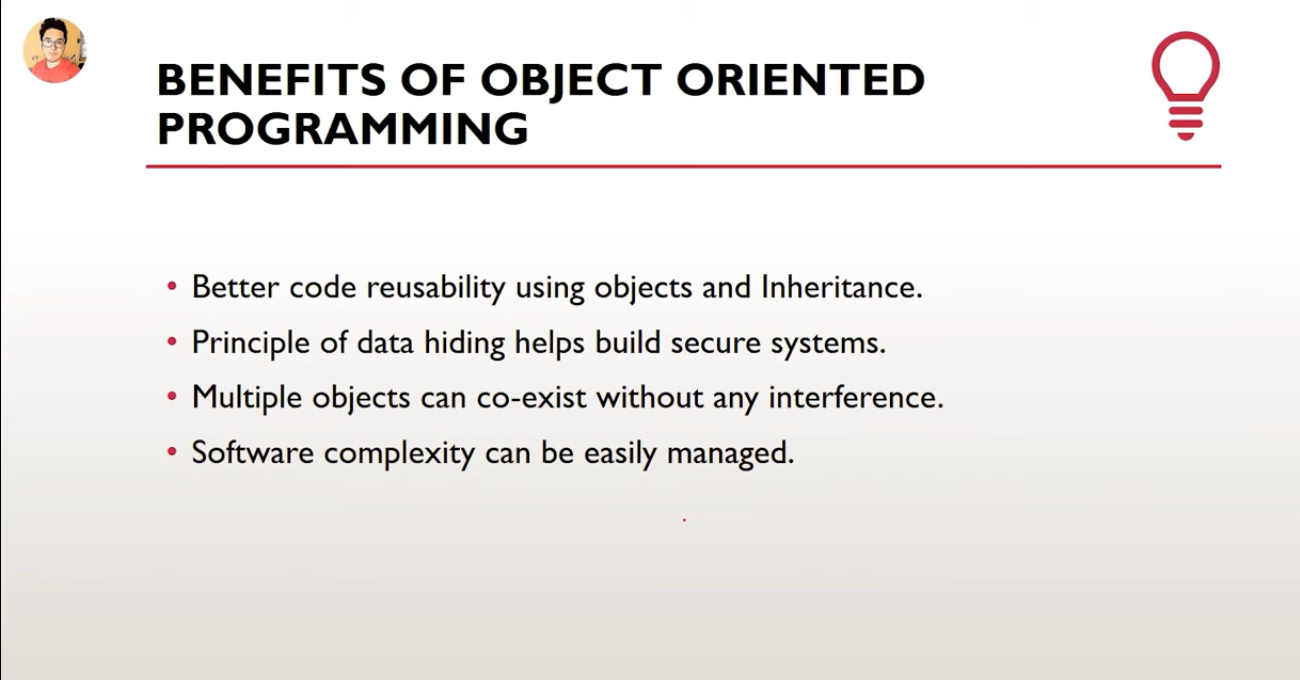 BENEFITS OF OBJECT ORIENTED
PROGRAMMING
• Better code reusability using objects and Inheritance.
• Principle of data hiding helps build secure systems.
• Multiple objects can co-exist without any interference.
• Software complexity can be easily managed.